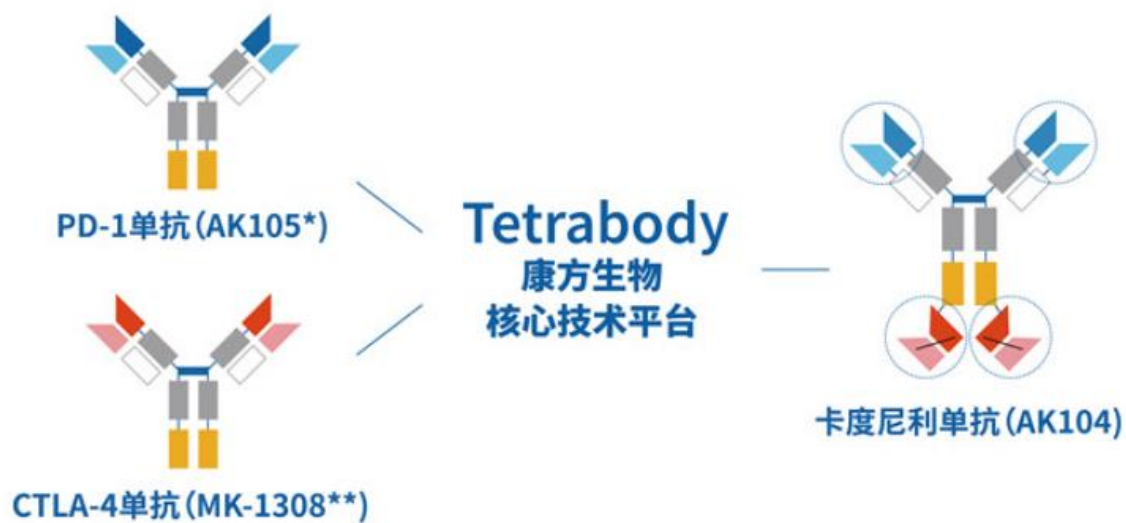 PD-1单抗(AK105*)
CTLA-4单抗(MK-1308**)
Tetrabody
康方生物
核心技术平台
卡度尼利单抗(AK104)